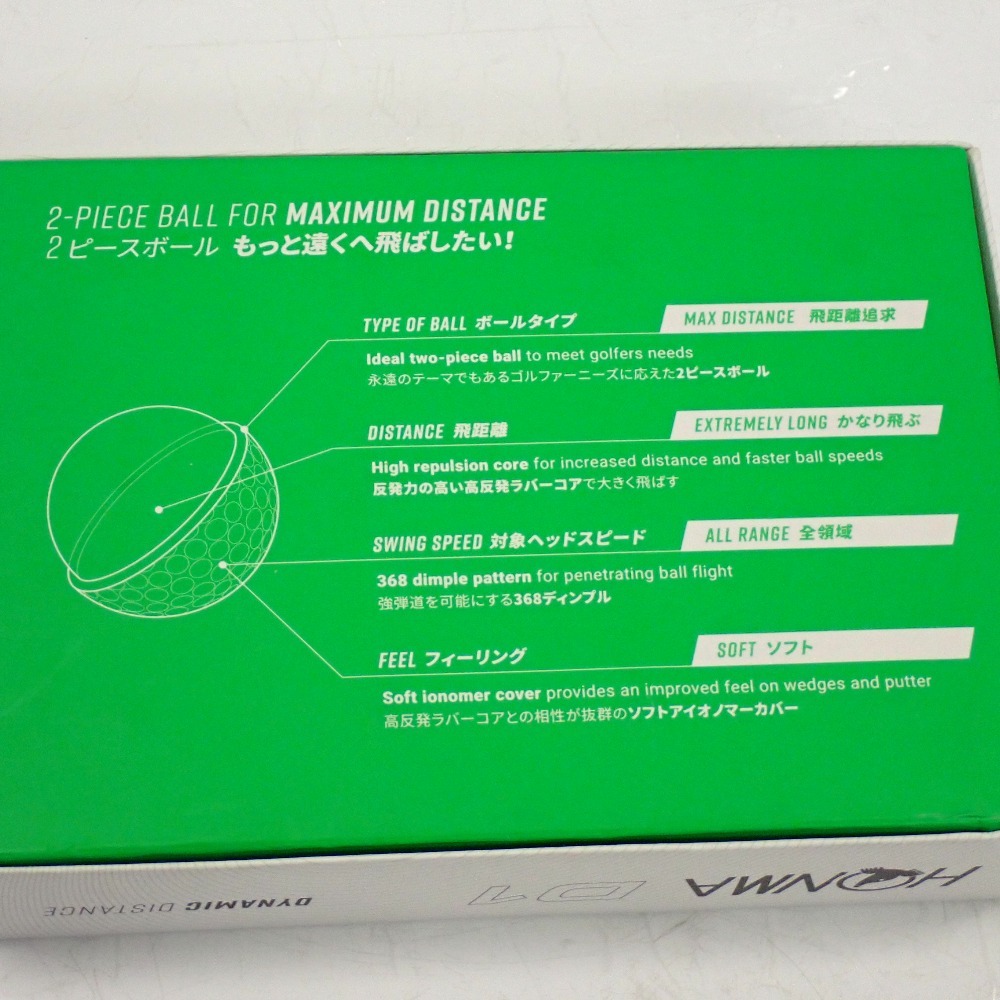 2-PIECE BALL FOR MAXIMUM DISTANCE
2 ピースボール もっと遠くへ飛ばしたい!
TYPE OF BALL ボールタイプ
MAX DISTANCE 飛距離追求
Ideal two-piece ball to meet golfers needs
永遠のテーマでもあるゴルファーニーズに応えた2ピースボール
DISTANCE 飛距離
EXTREMELY LONG かなり飛ぶ
High repulsion core for increased distance and faster ball speeds
反発力の高い高反発ラバーコアで大きく飛ばす
SWING SPEED 対象ヘッドスピード
ALL RANGE 全領域
368 dimple pattern for penetrating ball flight
強弾道を可能にする368ディンプル
FEEL フィーリング
SOFT ソフト
Soft ionomer cover provides an improved feel on wedges and putter
高反発ラバーコアとの相性が抜群のソフトアイオノマーカバー
HONMA
D1
DYNAMIC DISTANCE